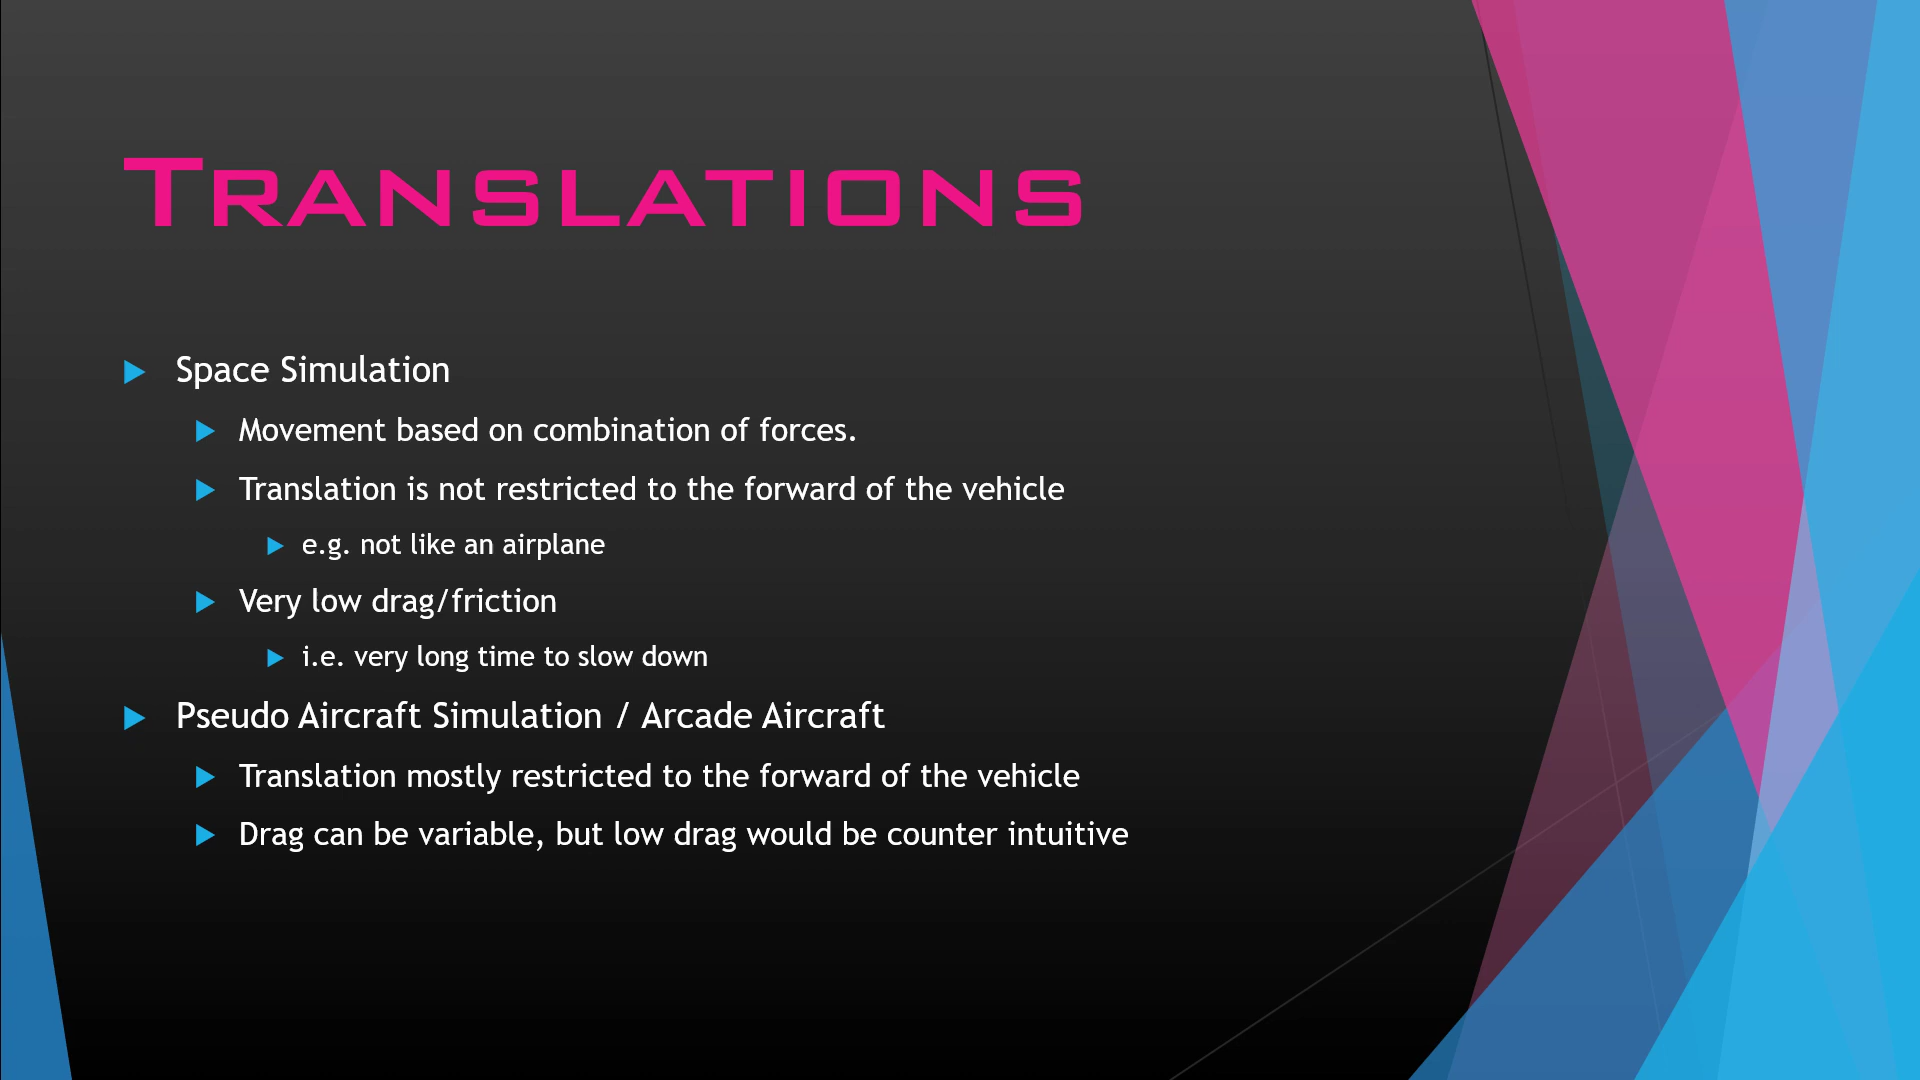 Translations
Space Simulation
Movement based on combination of forces.
Translation is not restricted to the forward of the vehicle
e.g. not like an airplane
Very low drag/friction
i.e. very long time to slow down
Pseudo Aircraft Simulation / Arcade Aircraft
Translation mostly restricted to the forward of the vehicle
Drag can be variable, but low drag would be counter intuitive